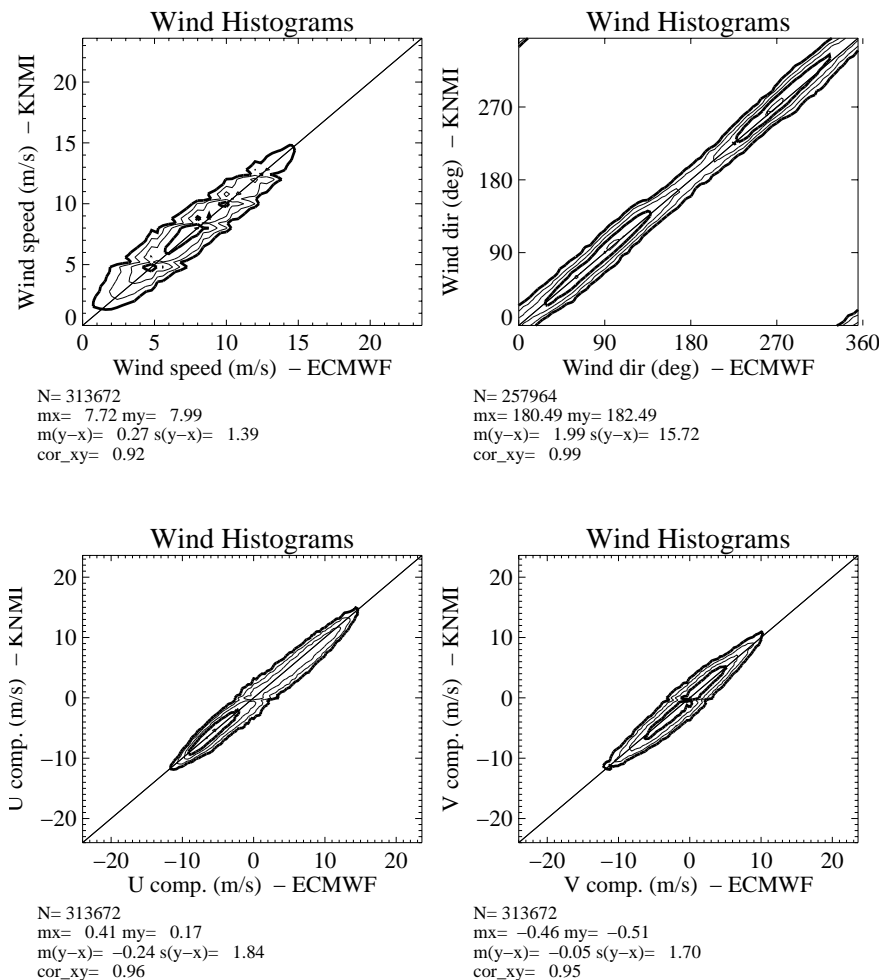 Wind Histograms
Wind speed (m/s) − KNMI
20
15
10
5
0
0 5 10 15 20
Wind speed (m/s) − ECMWF
N= 313672
mx= 7.72 my= 7.99
m(y−x)= 0.27 s(y−x)= 1.39
cor_xy= 0.92
Wind Histograms
Wind dir (deg) − KNMI
270
180
90
0
0 90 180 270 360
Wind dir (deg) − ECMWF
N= 257964
mx= 180.49 my= 182.49
m(y−x)= 1.99 s(y−x)= 15.72
cor_xy= 0.99
Wind Histograms
U comp. (m/s) − KNMI
20
10
0
−10
−20
−20 −10 0 10 20
U comp. (m/s) − ECMWF
N= 313672
mx= 0.41 my= 0.17
m(y−x)= −0.24 s(y−x)= 1.84
cor_xy= 0.96
Wind Histograms
V comp. (m/s) − KNMI
20
10
0
−10
−20
−20 −10 0 10 20
V comp. (m/s) − ECMWF
N= 313672
mx= −0.46 my= −0.51
m(y−x)= −0.05 s(y−x)= 1.70
cor_xy= 0.95